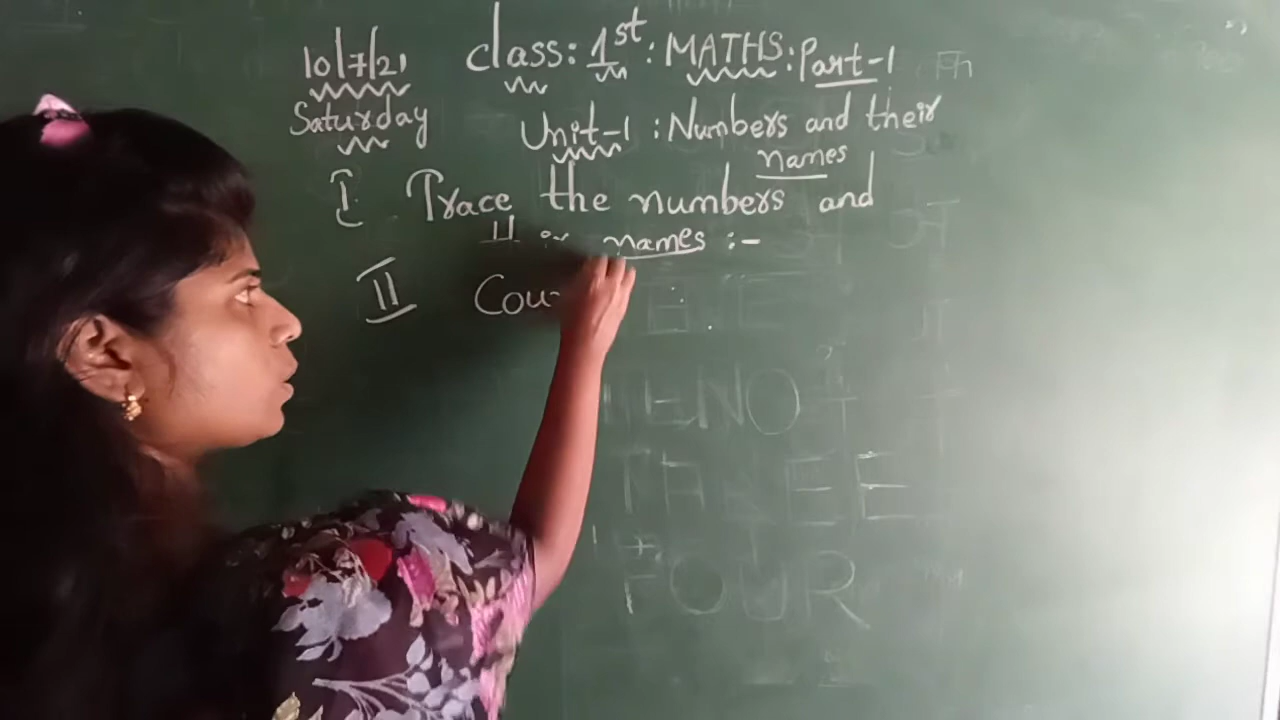 10/7/21 class: 1st: MATHS: Part-1
Saturday Unit-1 : Numbers and their
names
I Trace the numbers and
names :-
II Cou
FOUR